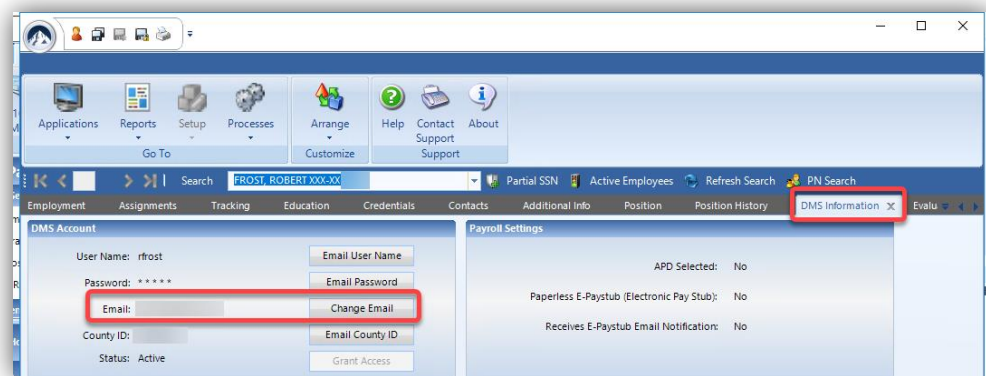 Applications Reports Setup Processes Arrange Help Contact Support About
Go To Customize Support
Search FROST, ROBERT XXX-XX Partial SSN Active Employees Refresh Search PN Search
Employment Assignments Tracking Education Credentials Contacts Additional Info Position Position History DMS Information Evalu
DMS Account
User Name: rfrost Email User Name
Password: ***** Email Password
Email: Change Email
County ID: Email County ID
Status: Active Grant Access
Payroll Settings
APD Selected: No
Paperless E-Paystub (Electronic Pay Stub): No
Receives E-Paystub Email Notification: No